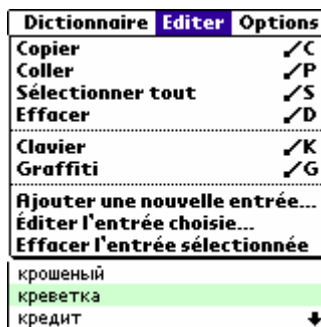 Dictionnaire Editer Options
Copier /C
Coller /P
Sélectionner tout /S
Effacer /D
Clavier /K
Graffiti /G
Ajouter une nouvelle entrée...
Éditer l'entrée choisie...
Effacer l'entrée sélectionnée
крошеный
креветка
кредит